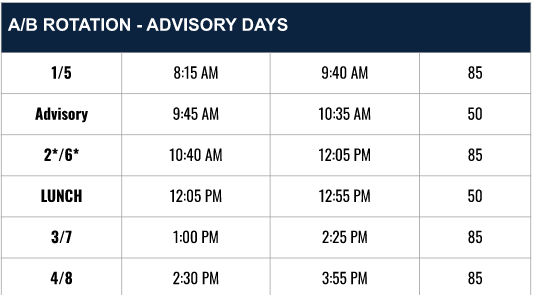 A/B ROTATION - ADVISORY DAYS
1/5 8:15 AM 9:40 AM 85
Advisory 9:45 AM 10:35 AM 50
2*/6* 10:40 AM 12:05 PM 85
LUNCH 12:05 PM 12:55 PM 50
3/7 1:00 PM 2:25 PM 85
4/8 2:30 PM 3:55 PM 85